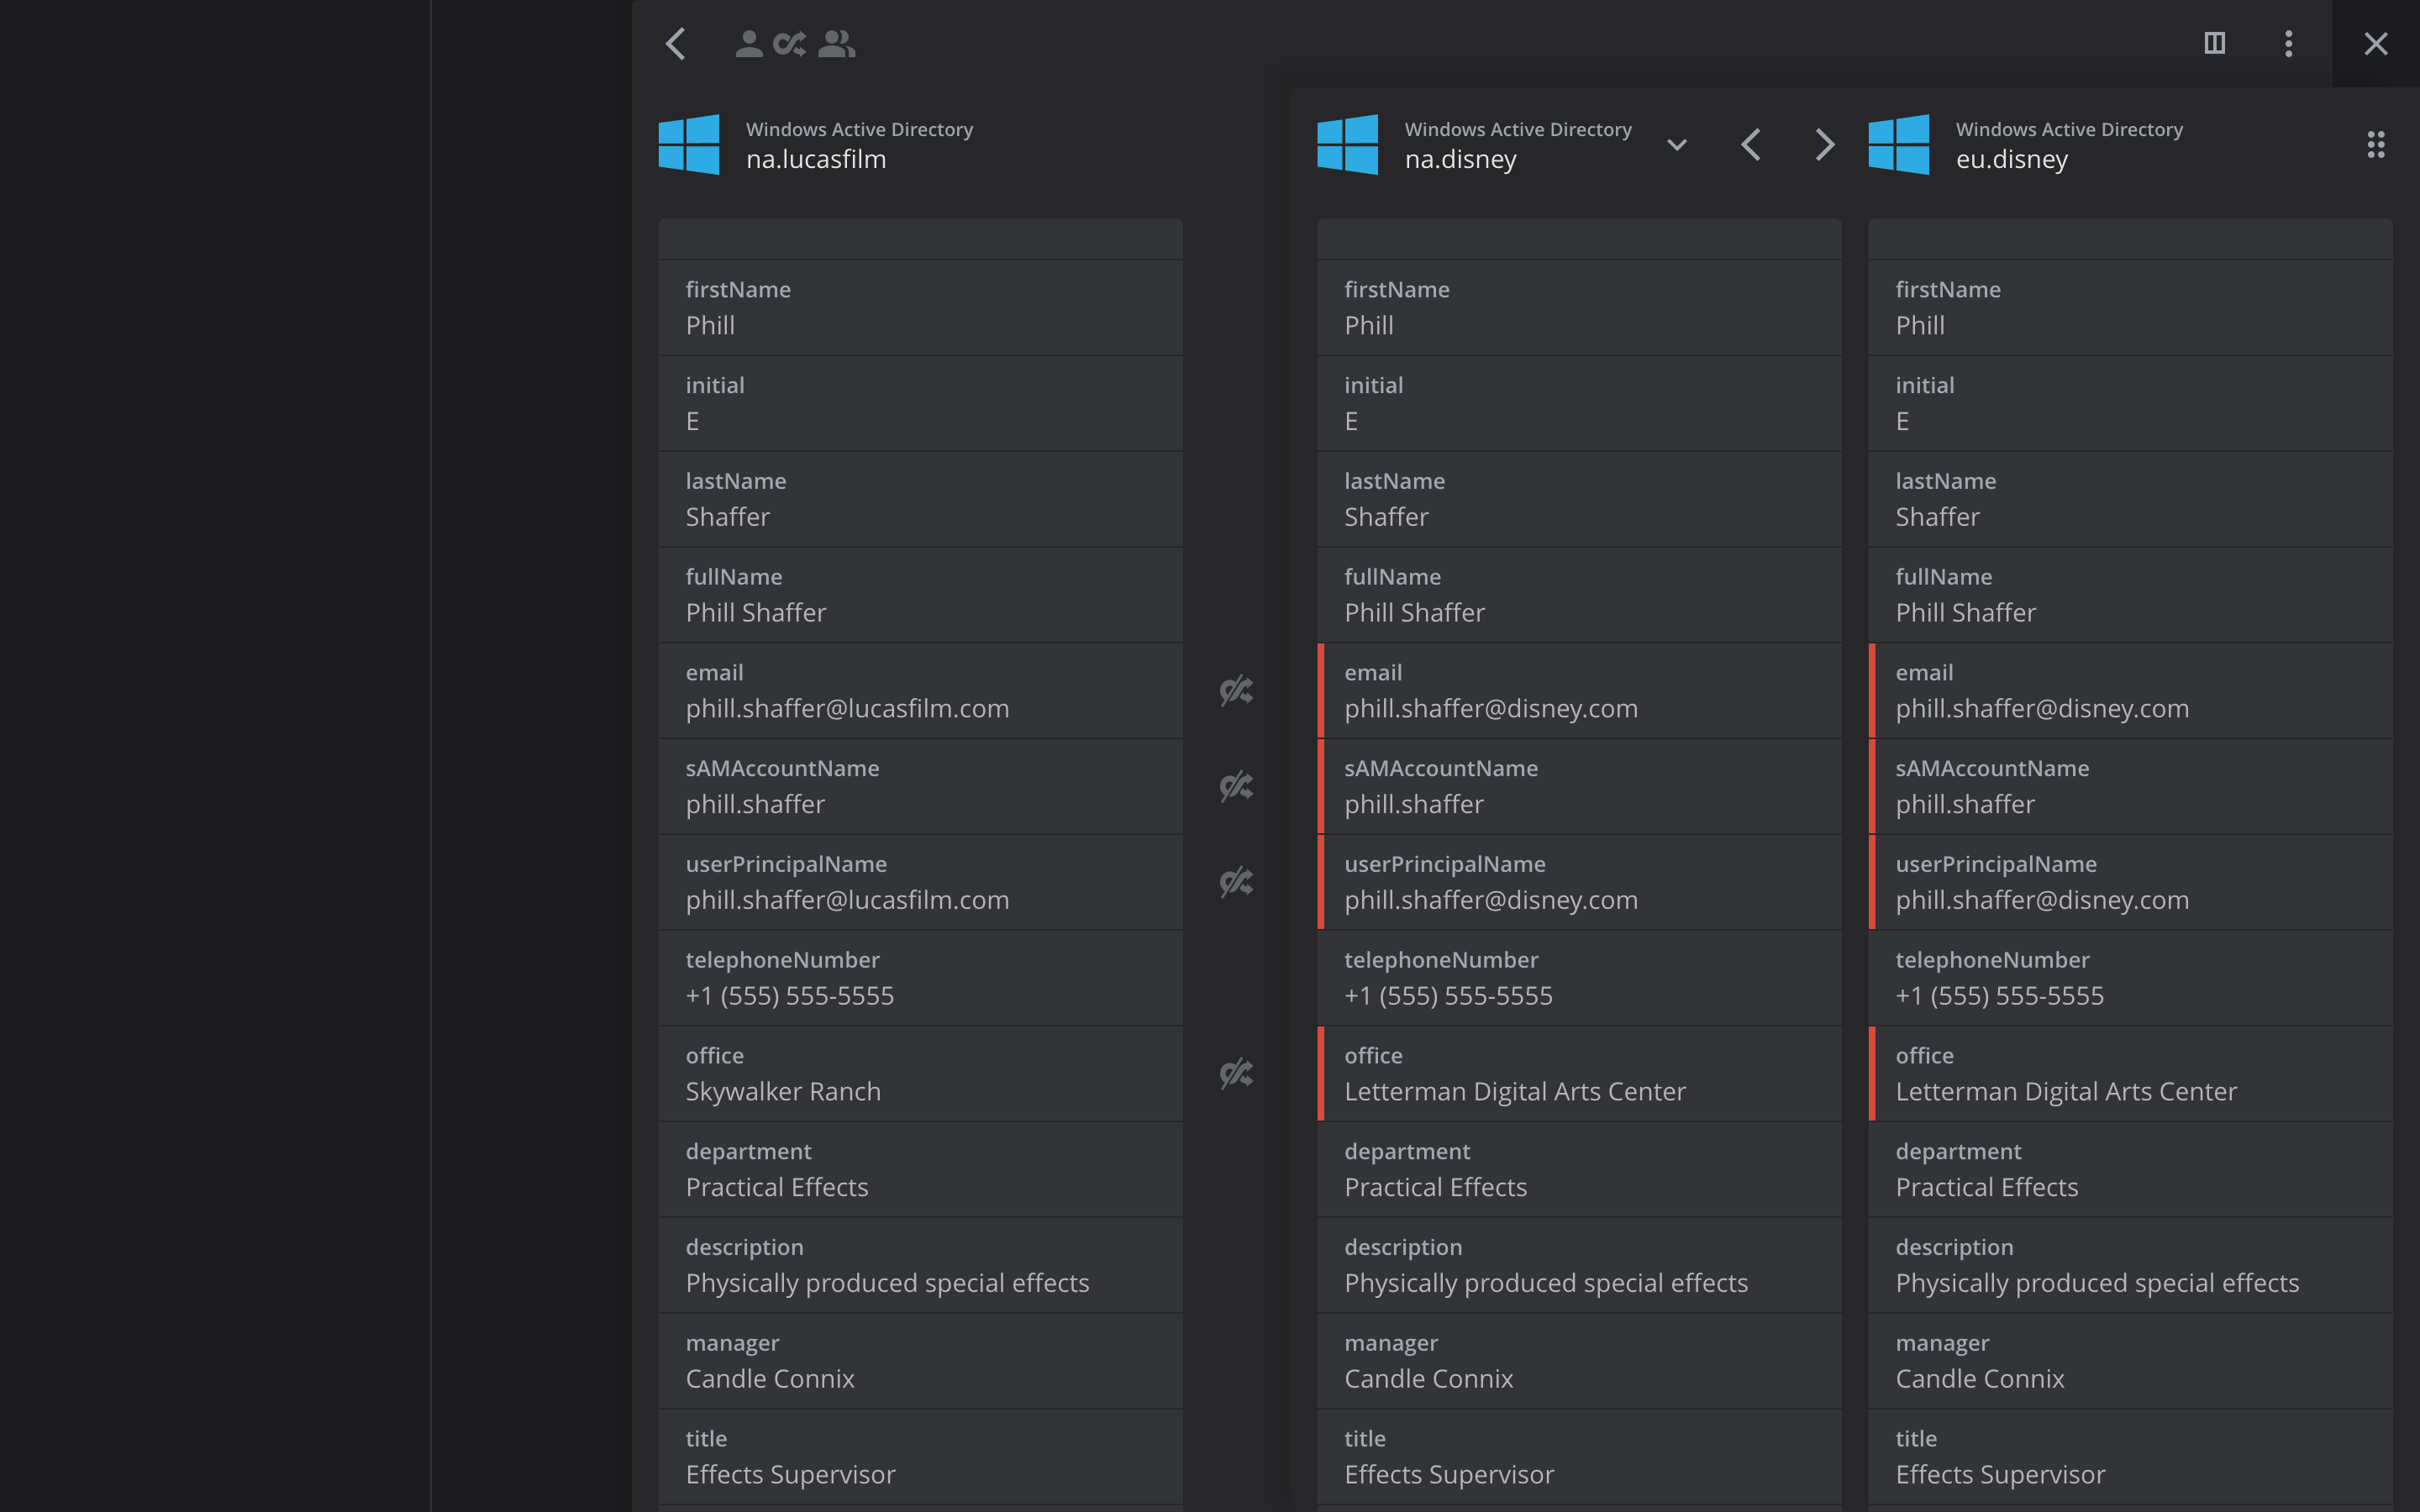 Windows Active Directory
na.lucasfilm
firstName
Phill
initial
E
lastName
Shaffer
fullName
Phill Shaffer
email
phill.shaffer@lucasfilm.com
sAMAccountName
phill.shaffer
userPrincipalName
phill.shaffer@lucasfilm.com
telephoneNumber
+1 (555) 555-5555
office
Skywalker Ranch
department
Practical Effects
description
Physically produced special effects
manager
Candle Connix
title
Effects Supervisor
Windows Active Directory
na.disney
firstName
Phill
initial
E
lastName
Shaffer
fullName
Phill Shaffer
email
phill.shaffer@disney.com
sAMAccountName
phill.shaffer
userPrincipalName
phill.shaffer@disney.com
telephoneNumber
+1 (555) 555-5555
office
Letterman Digital Arts Center
department
Practical Effects
description
Physically produced special effects
manager
Candle Connix
title
Effects Supervisor
Windows Active Directory
eu.disney
firstName
Phill
initial
E
lastName
Shaffer
fullName
Phill Shaffer
email
phill.shaffer@disney.com
sAMAccountName
phill.shaffer
userPrincipalName
phill.shaffer@disney.com
telephoneNumber
+1 (555) 555-5555
office
Letterman Digital Arts Center
department
Practical Effects
description
Physically produced special effects
manager
Candle Connix
title
Effects Supervisor